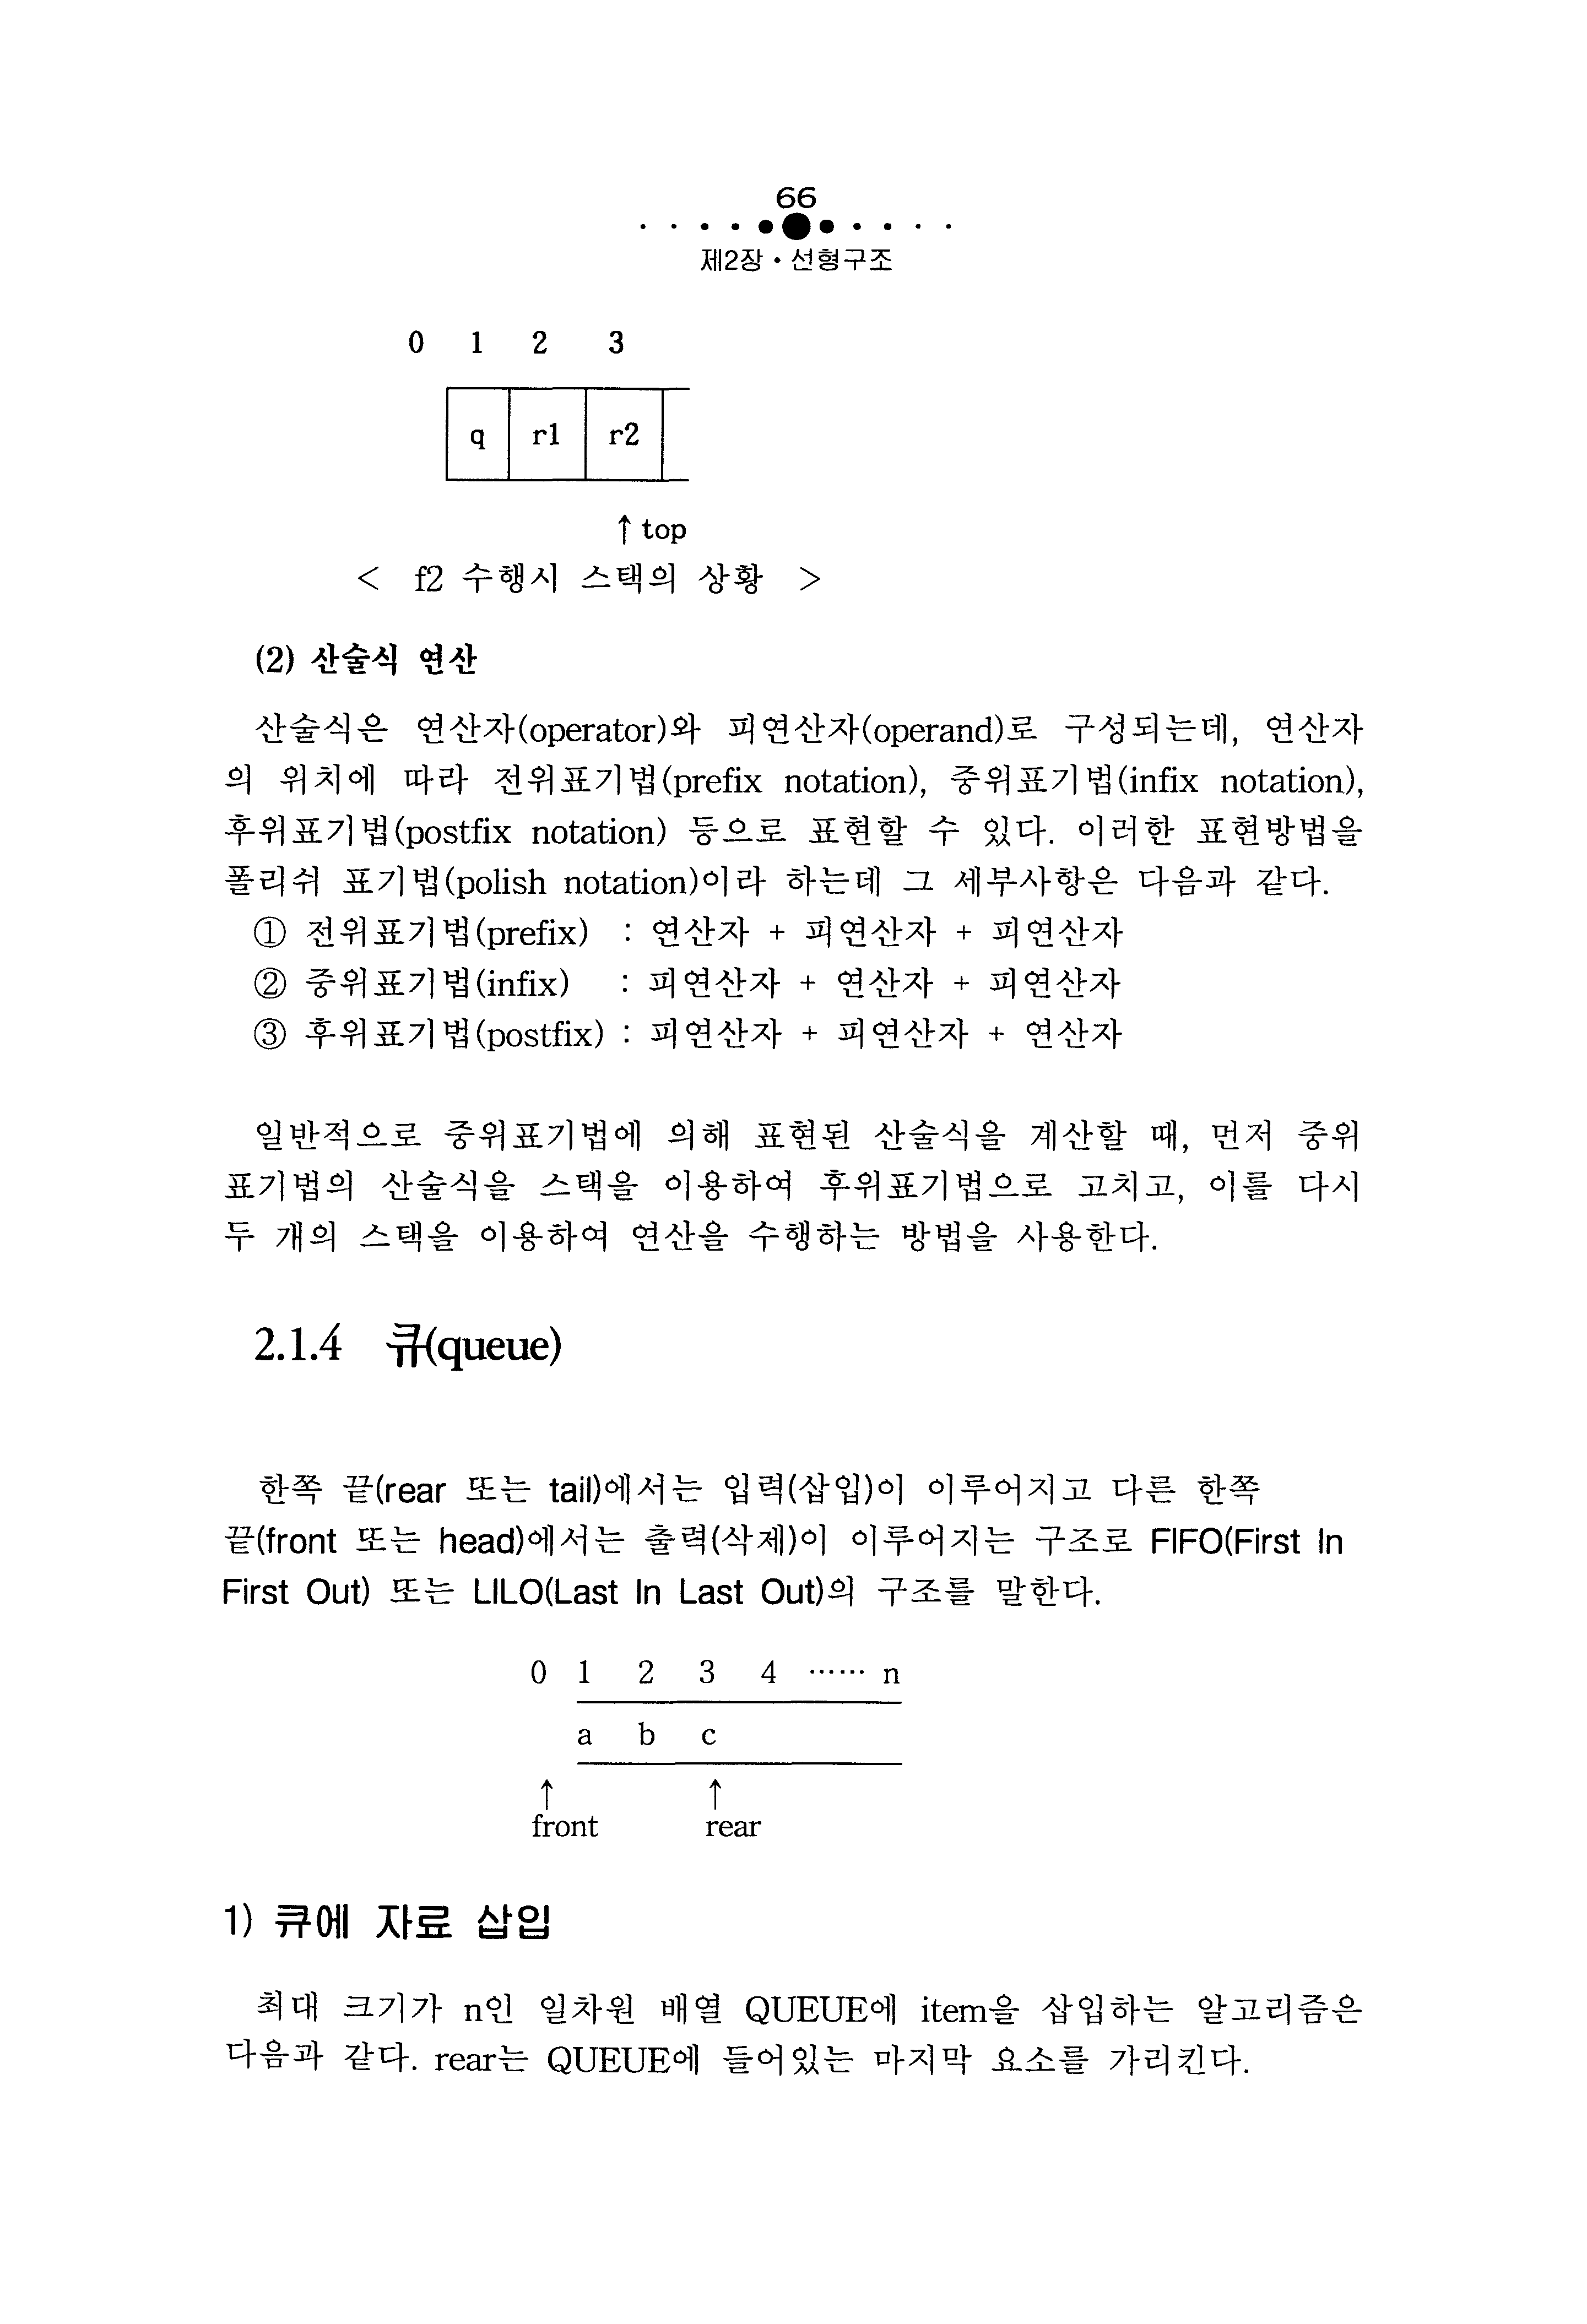 66
제2장 • 선형구조
0 1 2 3
q r1 r2
↑ top
< f2 수행시 스택의 상황 >
(2) 산술식 연산
산술식은 연산자(operator)와 피연산자(operand)로 구성되는데, 연산자
의 위치에 따라 전위표기법(prefix notation), 중위표기법(infix notation),
후위표기법(postfix notation) 등으로 표현할 수 있다. 이러한 표현방법을
폴리쉬 표기법(polish notation)이라 하는데 그 세부사항은 다음과 같다.
① 전위표기법(prefix) : 연산자 + 피연산자 + 피연산자
② 중위표기법(infix) : 피연산자 + 연산자 + 피연산자
③ 후위표기법(postfix) : 피연산자 + 피연산자 + 연산자
일반적으로 중위표기법에 의해 표현된 산술식을 계산할 때, 먼저 중위
표기법의 산술식을 스택을 이용하여 후위표기법으로 고치고, 이를 다시
두 개의 스택을 이용하여 연산을 수행하는 방법을 사용한다.
2.1.4 큐(queue)
한쪽 끝(rear 또는 tail)에서는 입력(삽입)이 이루어지고 다른 한쪽
끝(front 또는 head)에서는 출력(삭제)이 이루어지는 구조로 FIFO(First In
First Out) 또는 LILO(Last In Last Out)의 구조를 말한다.
0 1 2 3 4 …… n
a b c
↑ ↑
front rear
1) 큐에 자료 삽입
최대 크기가 n인 일차원 배열 QUEUE에 item을 삽입하는 알고리즘은
다음과 같다. rear는 QUEUE에 들어있는 마지막 요소를 가리킨다.